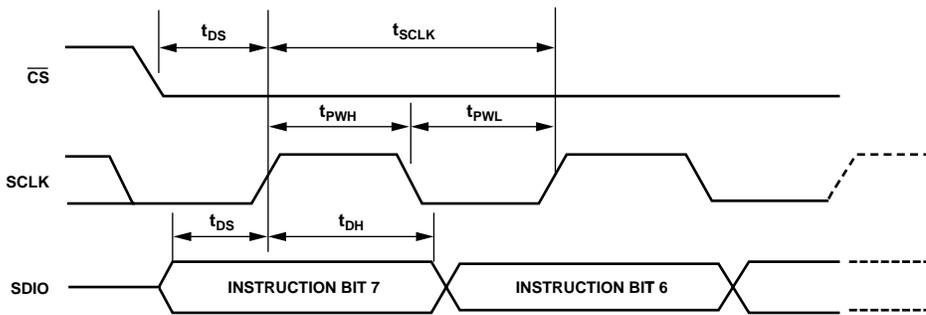 tDS
tSCLK
CS
tPWH
tPWL
SCLK
tDS
tDH
SDIO
INSTRUCTION BIT 7
INSTRUCTION BIT 6